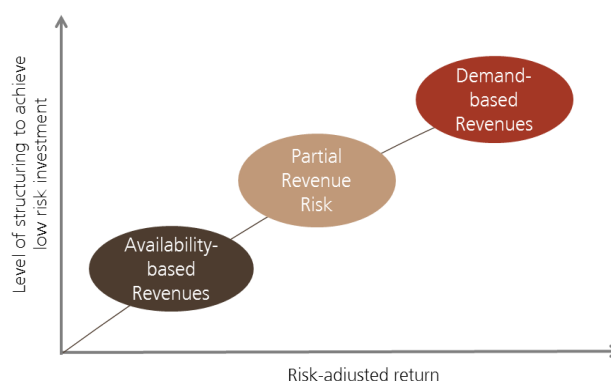 Level of structuring to achieve
low risk investment
Demand-
based
Revenues
Partial
Revenue
Risk
Availability-
based
Revenues
Risk-adjusted return